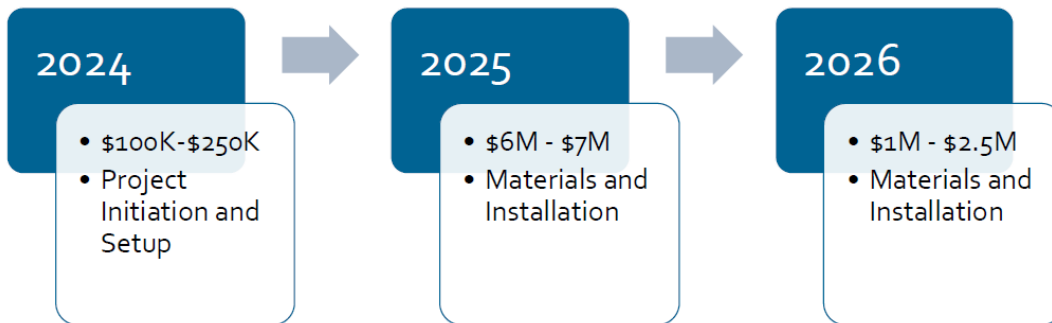 2024
• $100K-$250K
• Project
Initiation and
Setup
2025
• $6M - $7M
• Materials and
Installation
2026
• $1M - $2.5M
• Materials and
Installation